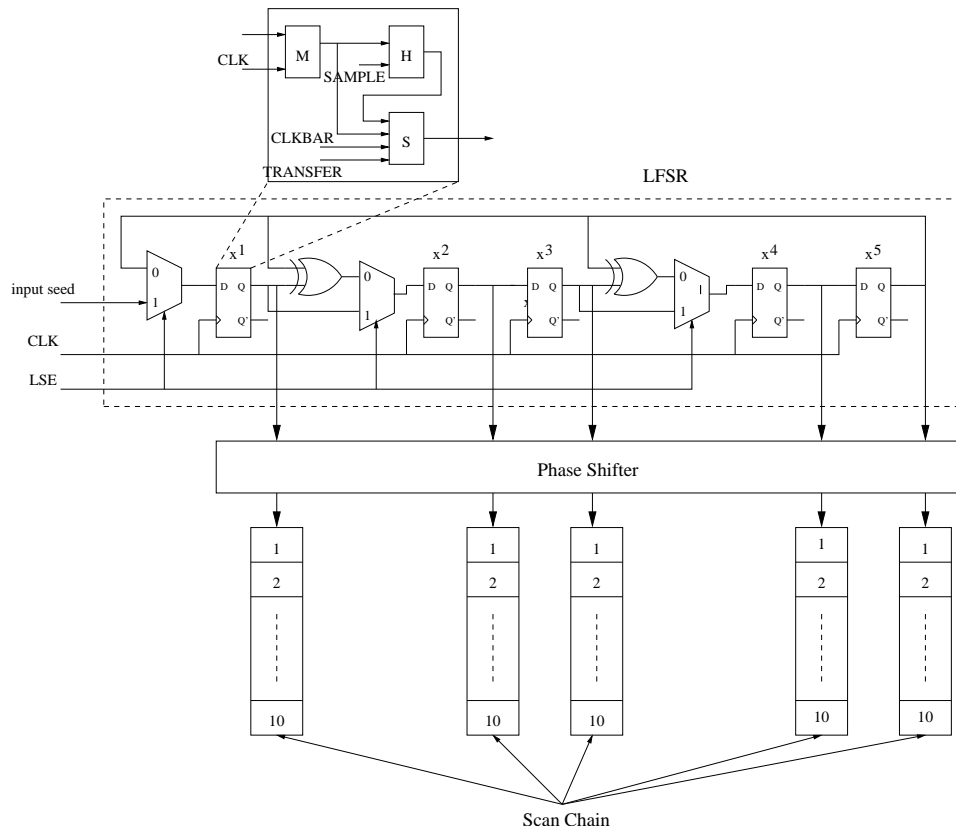 M
H
CLK
SAMPLE
S
CLKBAR
TRANSFER
LFSR
x1
x2
x3
x4
x5
0
1
input seed
D Q
Q'
0
1
D Q
Q'
D Q
x
Q'
0
1
D Q
Q'
D Q
Q'
CLK
LSE
Phase Shifter
1
1
1
1
1
2
2
2
2
2
10
10
10
10
10
Scan Chain